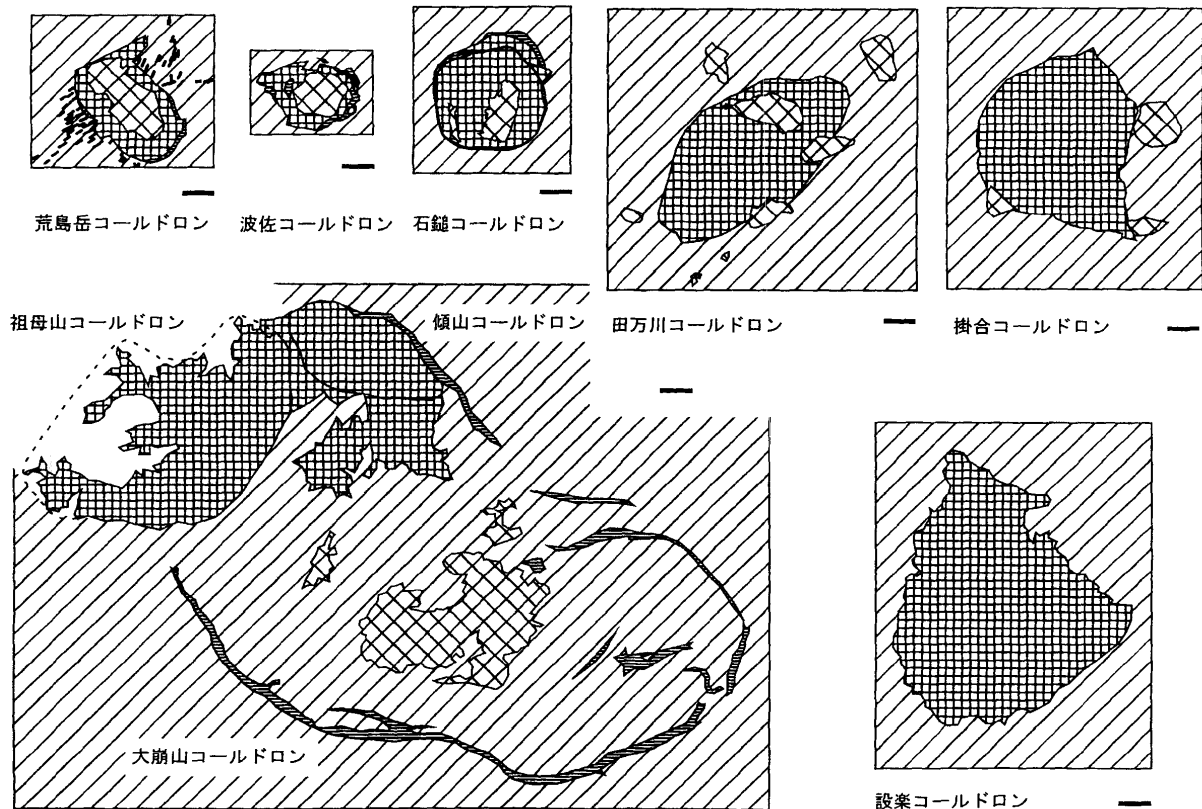 荒島岳コールドロン
波佐コールドロン
石鎚コールドロン
田万川コールドロン
掛合コールドロン
祖母山コールドロン
傾山コールドロン
大崩山コールドロン
設楽コールドロン